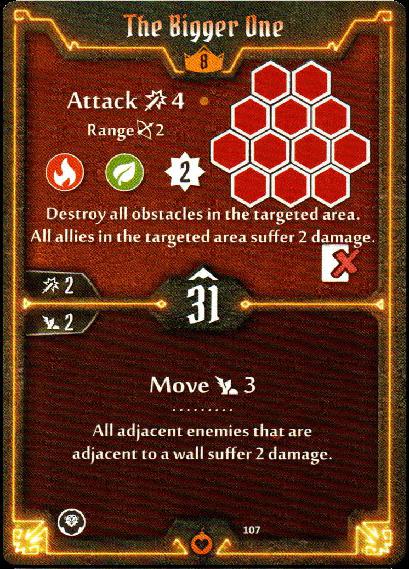 The Bigger One
8
Attack 4
Range 2
2
Destroy all obstacles in the targeted area.
All allies in the targeted area suffer 2 damage.
2
31
2
Move 3
All adjacent enemies that are
adjacent to a wall suffer 2 damage.
107